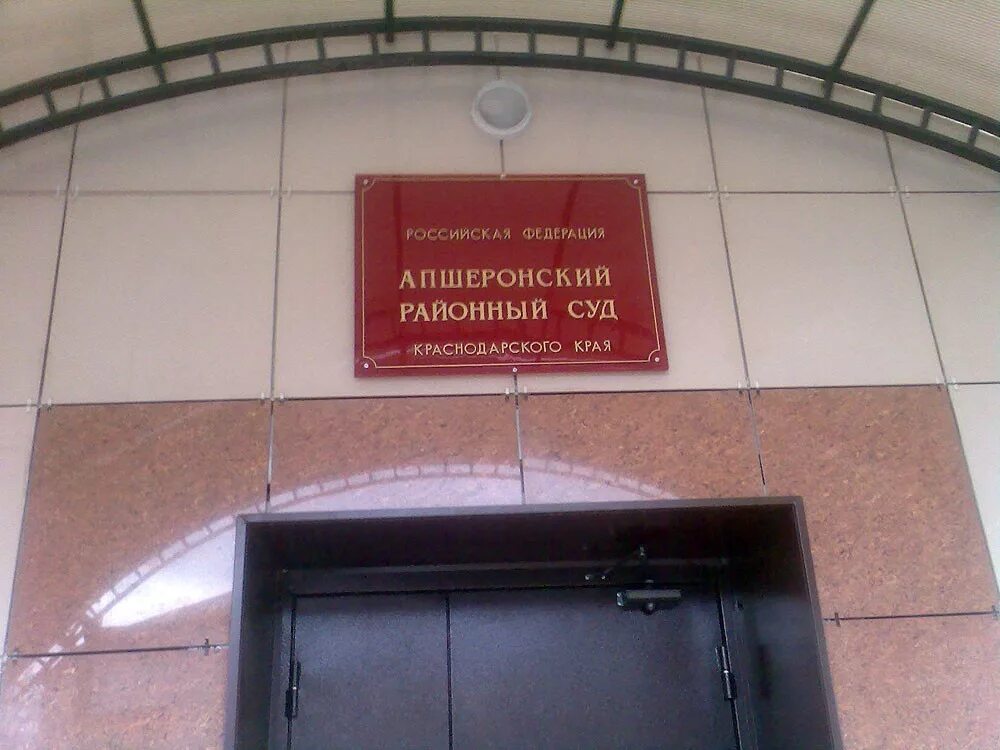 РОССИЙСКАЯ ФЕДЕРАЦИЯ
АПШЕРОНСКИЙ
РАЙОННЫЙ СУД
КРАСНОДАРСКОГО КРАЯ